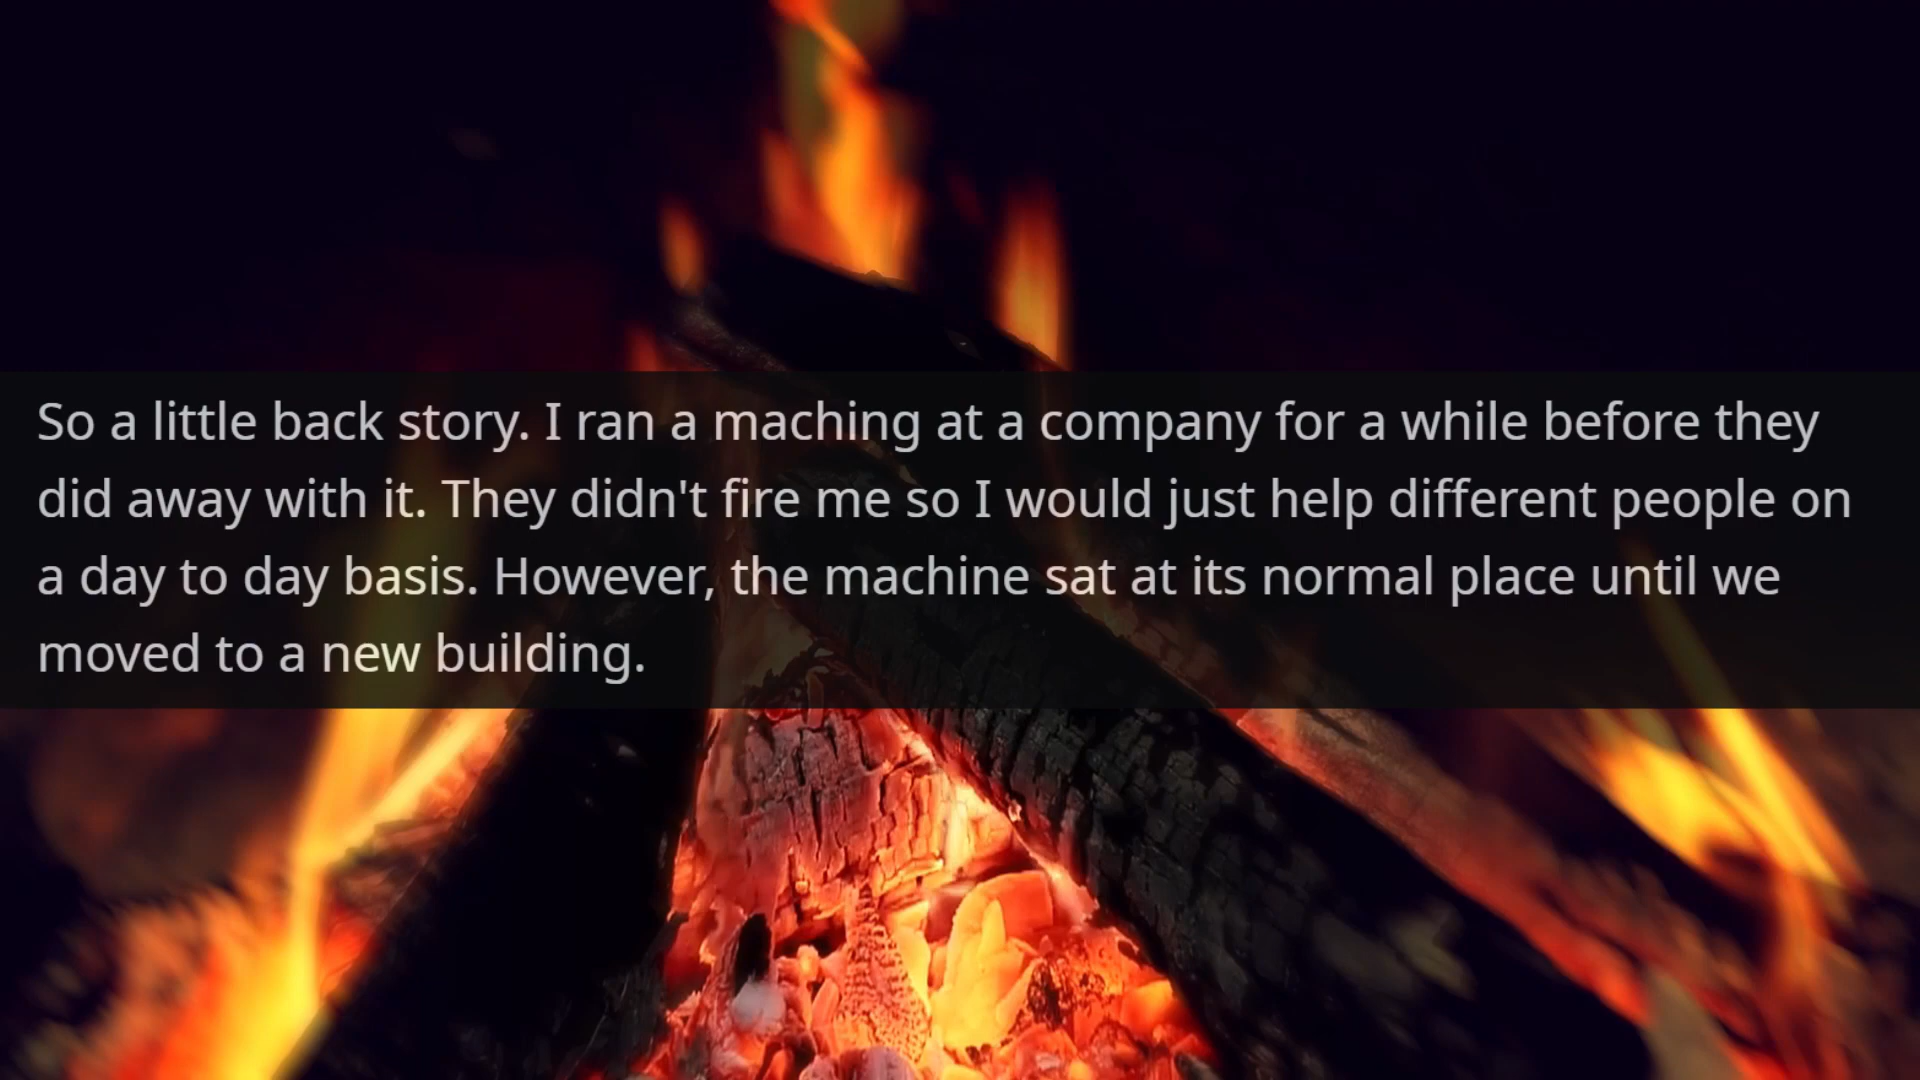 So a little back story. I ran a maching at a company for a while before they
did away with it. They didn't fire me so I would just help different people on
a day to day basis. However, the machine sat at its normal place until we
moved to a new building.